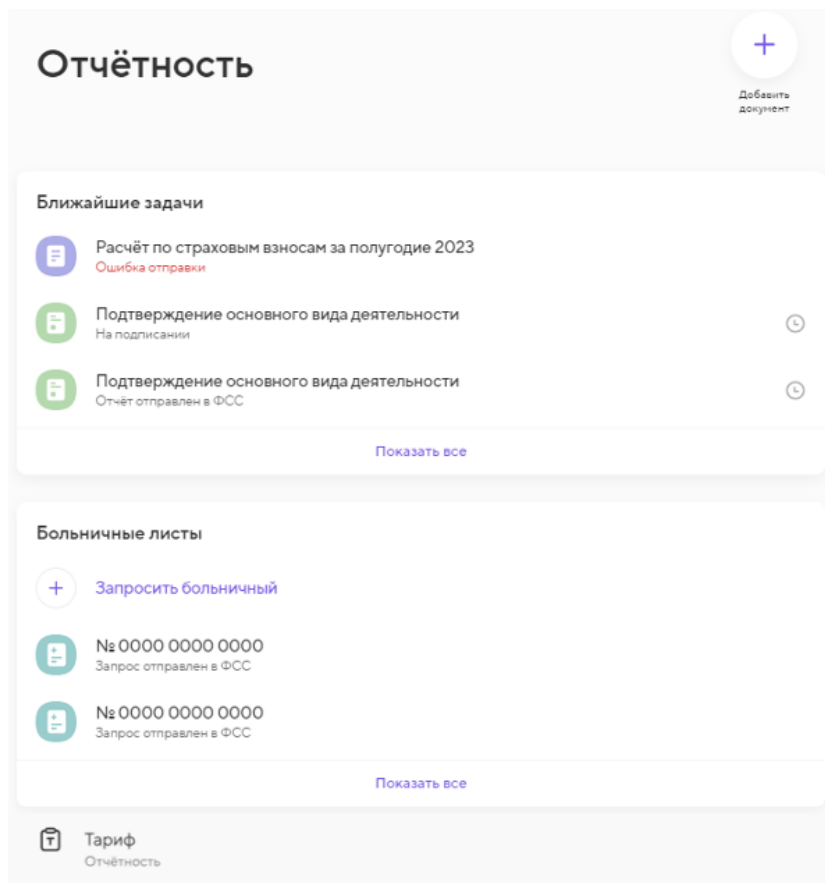 Отчётность
Добавить
документ
Ближайшие задачи
Расчёт по страховым взносам за полугодие 2023
Ошибка отправки
Подтверждение основного вида деятельности
На подписании
Подтверждение основного вида деятельности
Отчёт отправлен в ФСС
Показать все
Больничные листы
Запросить больничный
№ 0000 0000 0000
Запрос отправлен в ФСС
№ 0000 0000 0000
Запрос отправлен в ФСС
Показать все
Тариф
Отчётность